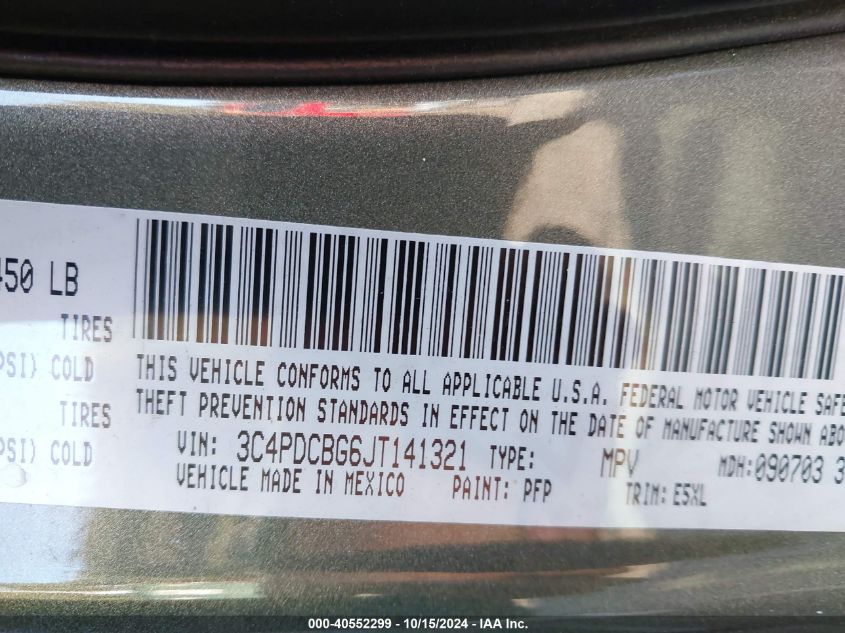 450 LB
TIRES
PSI) COLD
TIRES
PSI) COLD
THIS VEHICLE CONFORMS TO ALL APPLICABLE U.S.A. FEDERAL MOTOR VEHICLE SAFE
THEFT PREVENTION STANDARDS IN EFFECT ON THE DATE OF MANUFACTURE SHOWN ABO
VIN: 3C4PDCBG6JT141321 TYPE: MPV MDH:090703 3
VEHICLE MADE IN MEXICO PAINT: PFP TRIM: E5XL
000-40552299 - 10/15/2024 - IAA Inc.